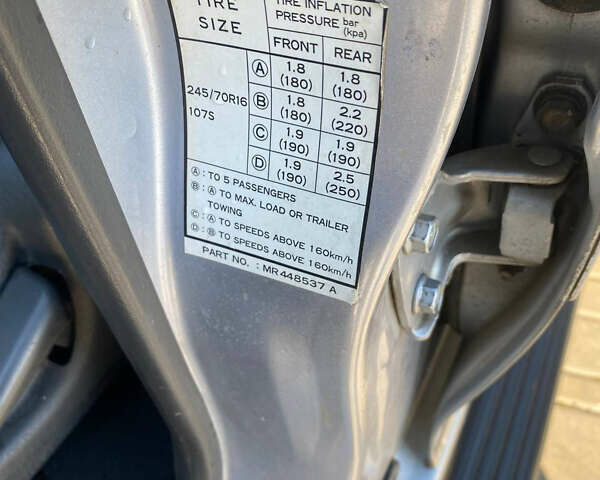 TIRE SIZE
TIRE INFLATION PRESSURE bar (kpa)
FRONT REAR
245/70R16 107S
Ⓐ 1.8 (180) 1.8 (180)
Ⓑ 1.8 (180) 2.2 (220)
Ⓒ 1.9 (190) 1.9 (190)
Ⓓ 1.9 (190) 2.5 (250)
Ⓐ: TO 5 PASSENGERS
Ⓑ: Ⓐ TO MAX. LOAD OR TRAILER
TOWING
Ⓒ: Ⓐ TO SPEEDS ABOVE 160km/h
Ⓓ: Ⓑ TO SPEEDS ABOVE 160km/h
PART NO. : MR448537 A